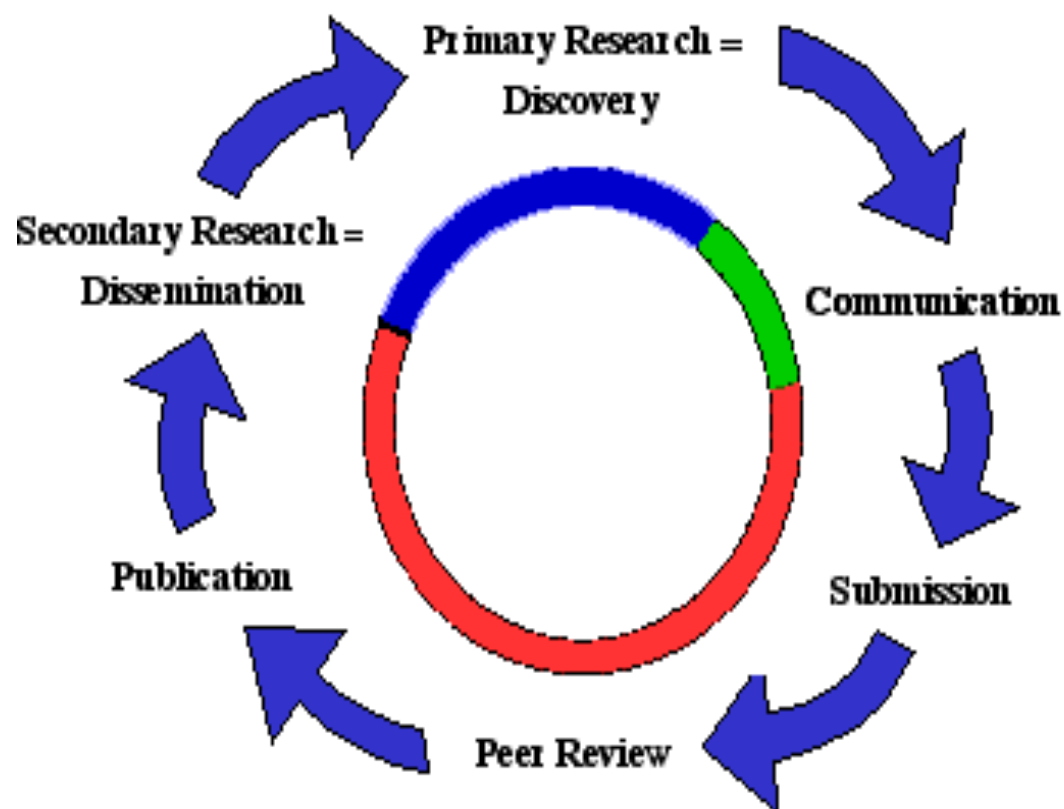 Primary Research =
Discovery
Communication
Submission
Peer Review
Publication
Secondary Research =
Dissemination